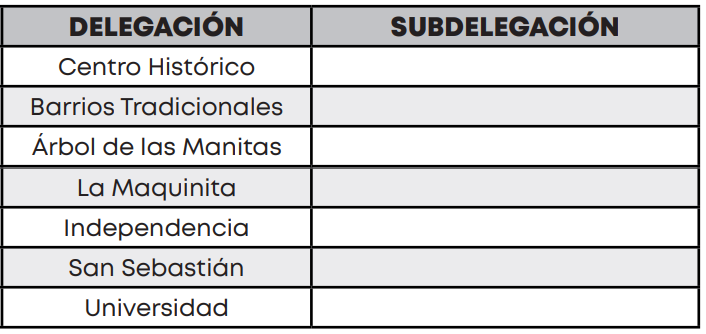 DELEGACIÓN SUBDELEGACIÓN
Centro Histórico
Barrios Tradicionales
Árbol de las Manitas
La Maquinita
Independencia
San Sebastián
Universidad